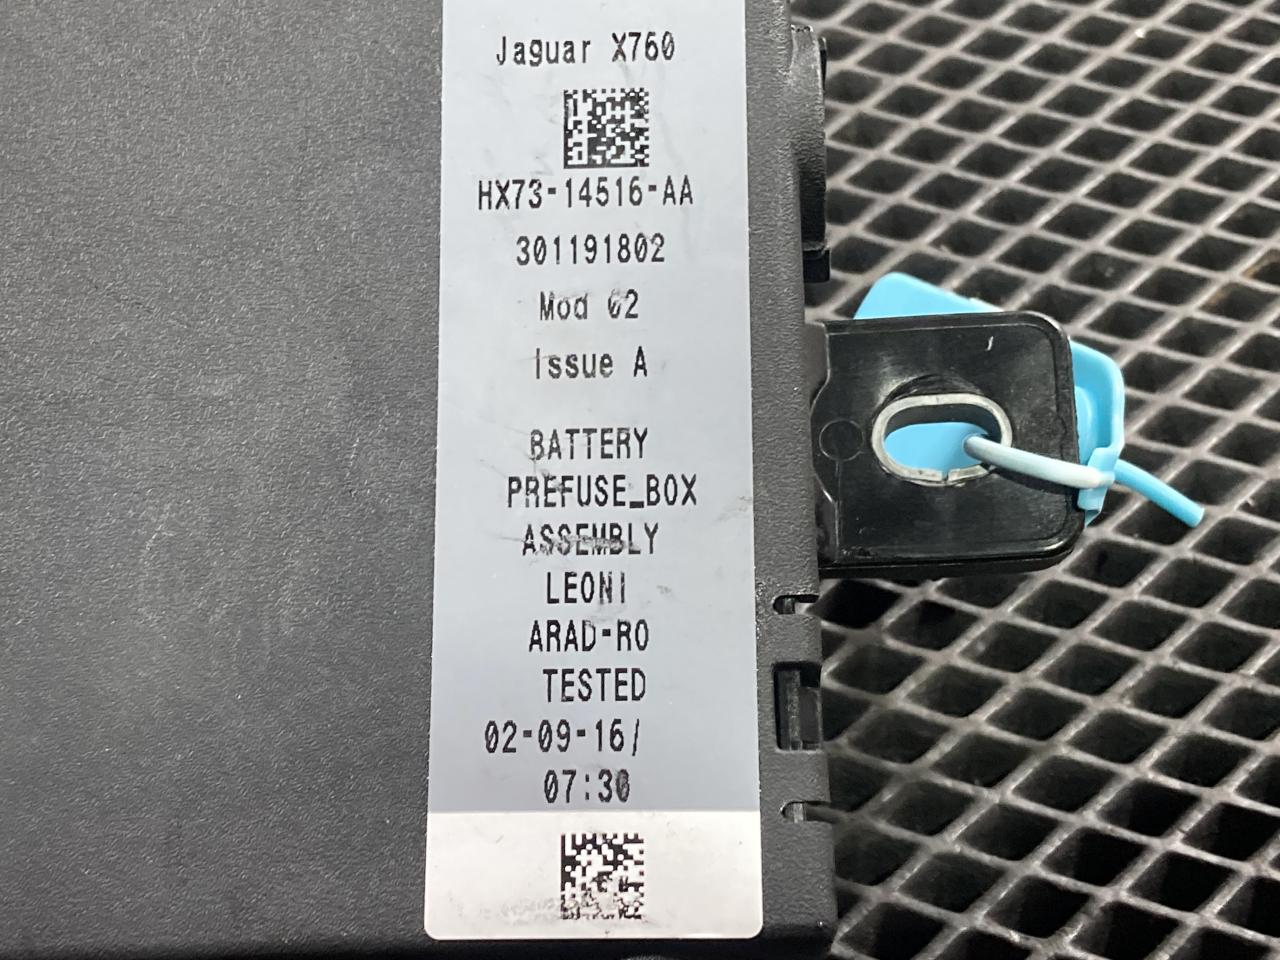 Jaguar X760
HX73-14516-AA
301191802
Mod 02
Issue A
BATTERY
PREFUSE_BOX
ASSEMBLY
LEONI
ARAD-RO
TESTED
02-09-16/
07:30